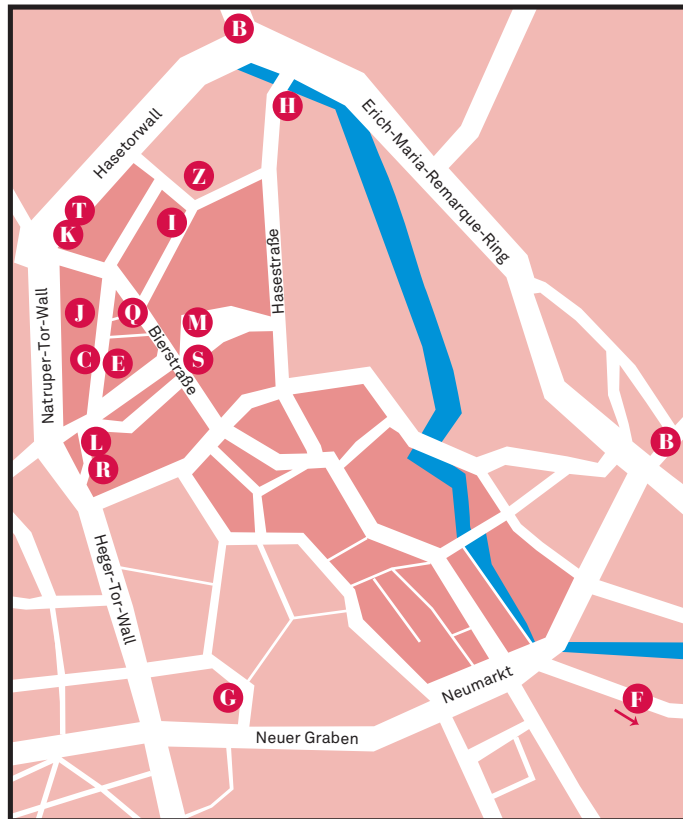 B
H
Hasetorwall
Erich-Maria-Remarque-Ring
Z
T
I
K
Hasestraße
Natruper-Tor-Wall
J
Q
M
Bierstraße
C
E
S
L
B
R
Heger-Tor-Wall
G
Neumarkt
F
Neuer Graben